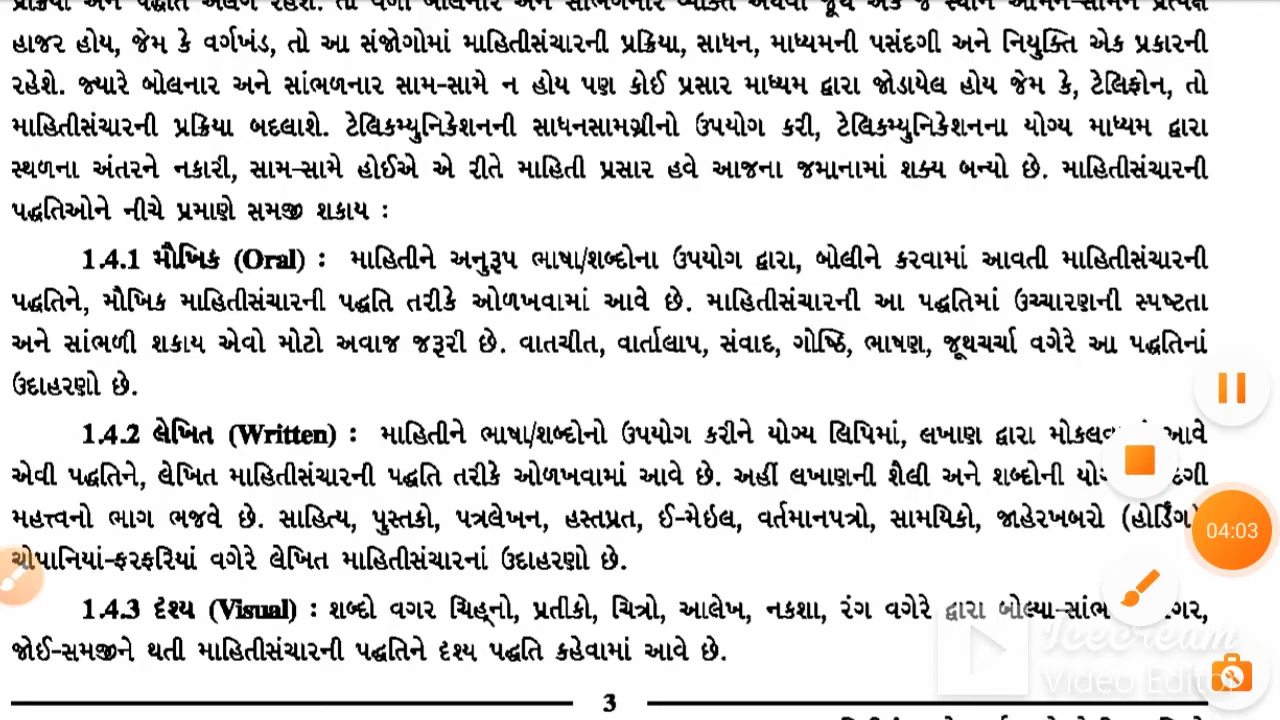 હાજર હોય, જેમ કે વર્ગખંડ, તો આ સંજોગોમાં માહિતીસંચારની પ્રક્રિયા, સાધન, માધ્યમની પસંદગી અને નિયુક્તિ એક પ્રકારની
રહેશે. જ્યારે બોલનાર અને સાંભળનાર સામ-સામે ન હોય પણ કોઈ પ્રસાર માધ્યમ દ્વારા જોડાયેલ હોય જેમ કે, ટેલિફોન, તો
માહિતીસંચારની પ્રક્રિયા બદલાશે. ટેલિકમ્યુનિકેશનની સાધનસામગ્રીનો ઉપયોગ કરી, ટેલિકમ્યુનિકેશનના યોગ્ય માધ્યમ દ્વારા
સ્થળના અંતરને નકારી, સામ-સામે હોઈએ એ રીતે માહિતી પ્રસાર હવે આજના જમાનામાં શક્ય બન્યો છે. માહિતીસંચારની
પદ્ધતિઓને નીચે પ્રમાણે સમજી શકાય :
1.4.1 મૌખિક (Oral) : માહિતીને અનુરૂપ ભાષા/શબ્દોના ઉપયોગ દ્વારા, બોલીને કરવામાં આવતી માહિતીસંચારની
પદ્ધતિને, મૌખિક માહિતીસંચારની પદ્ધતિ તરીકે ઓળખવામાં આવે છે. માહિતીસંચારની આ પદ્ધતિમાં ઉચ્ચારણની સ્પષ્ટતા
અને સાંભળી શકાય એવો મોટો અવાજ જરૂરી છે. વાતચીત, વાર્તાલાપ, સંવાદ, ગોષ્ઠિ, ભાષણ, જૂથચર્ચા વગેરે આ પદ્ધતિનાં
ઉદાહરણો છે.
1.4.2 લેખિત (Written) : માહિતીને ભાષા/શબ્દોનો ઉપયોગ કરીને યોગ્ય લિપિમાં, લખાણ દ્વારા આવે
એવી પદ્ધતિને, લેખિત માહિતીસંચારની પદ્ધતિ તરીકે ઓળખવામાં આવે છે. અહીં લખાણની શૈલી અને શબ્દોની
મહત્ત્વનો ભાગ ભજવે છે. સાહિત્ય, પુસ્તકો, પત્રલેખન, હસ્તપ્રત, ઈ-મેઇલ, વર્તમાનપત્રો, સામયિકો, જાહેરખબરો (હોર્ડિંગ)
ચોપાનિયાં-ફરફરિયાં વગેરે લેખિત માહિતીસંચારનાં ઉદાહરણો છે.
04:03
1.4.3 દૃશ્ય (Visual) : શબ્દો વગર ચિહ્નો, પ્રતીકો, ચિત્રો, આલેખ, નકશા, રંગ વગેરે દ્વારા
જોઈ-સમજીને થતી માહિતીસંચારની પદ્ધતિને દૃશ્ય પદ્ધતિ કહેવામાં આવે છે.
Icecream
Video Editor
3